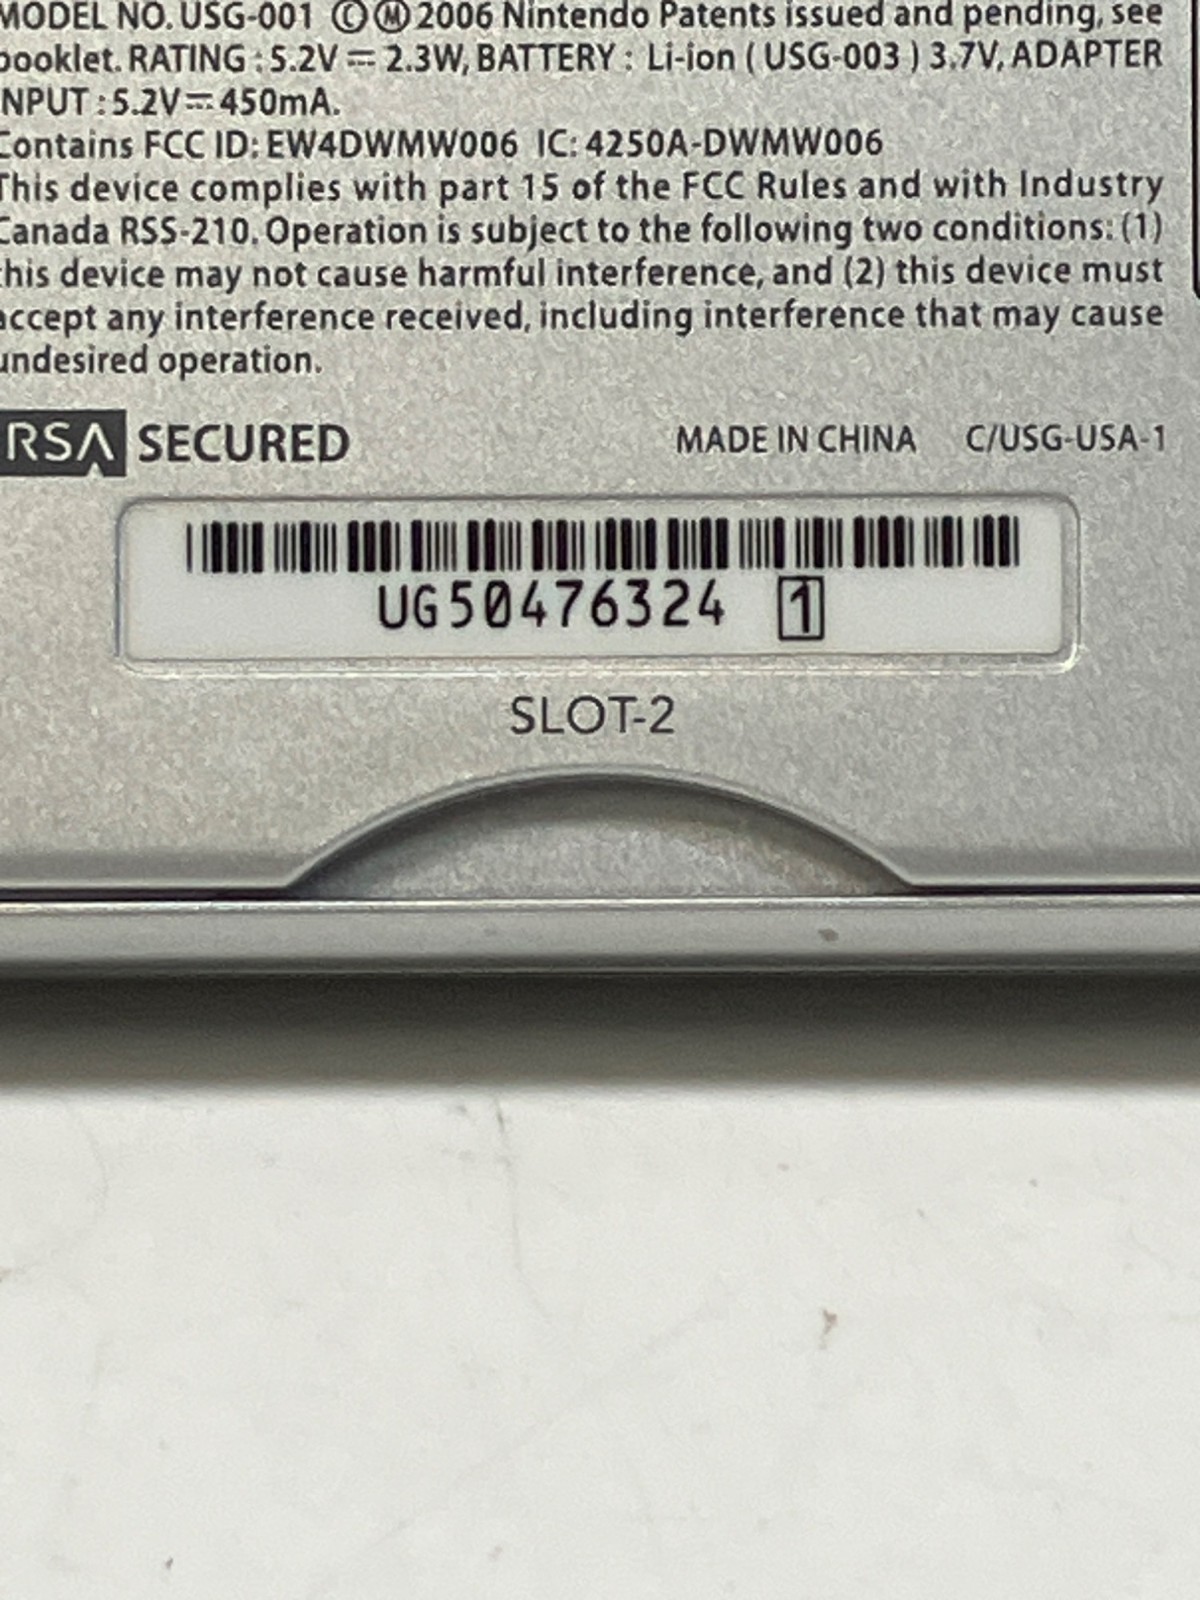 MODEL NO. USG-001 ©Ⓜ2006 Nintendo Patents issued and pending, see
booklet. RATING : 5.2V⎓2.3W, BATTERY : Li-ion ( USG-003 ) 3.7V, ADAPTER
INPUT : 5.2V⎓450mA.
Contains FCC ID: EW4DWMW006 IC: 4250A-DWMW006
This device complies with part 15 of the FCC Rules and with Industry
Canada RSS-210. Operation is subject to the following two conditions: (1)
this device may not cause harmful interference, and (2) this device must
accept any interference received, including interference that may cause
undesired operation.
RSA SECURED MADE IN CHINA C/USG-USA-1
UG50476324 1
SLOT-2